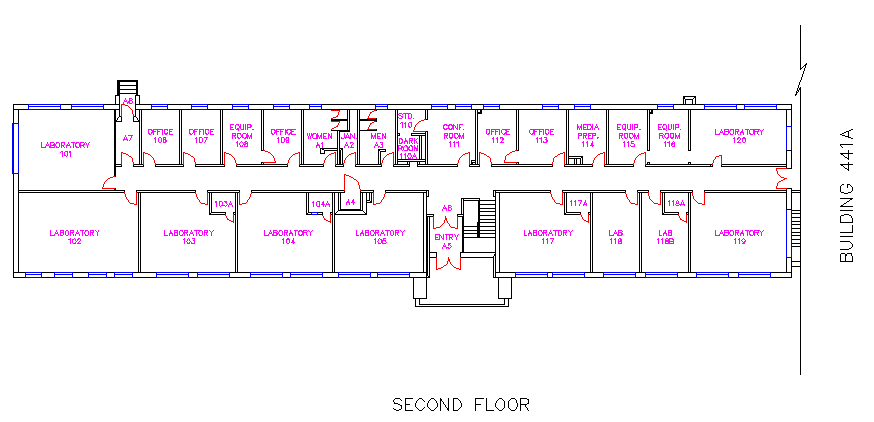 A6
LABORATORY
101
A7
OFFICE
106
OFFICE
107
EQUIP.
ROOM
108
OFFICE
109
WOMEN
A1
JAN.
A2
MEN
A3
STD.
110
DARK
ROOM
110A
CONF.
ROOM
111
OFFICE
112
OFFICE
113
MEDIA
PREP.
114
EQUIP.
ROOM
115
EQUIP.
ROOM
116
LABORATORY
120
LABORATORY
102
LABORATORY
103
103A
LABORATORY
104
104A
A4
LABORATORY
105
A8
ENTRY
A5
LABORATORY
117
117A
LAB.
118
LAB
118B
118A
LABORATORY
119
BUILDING 441A
SECOND FLOOR